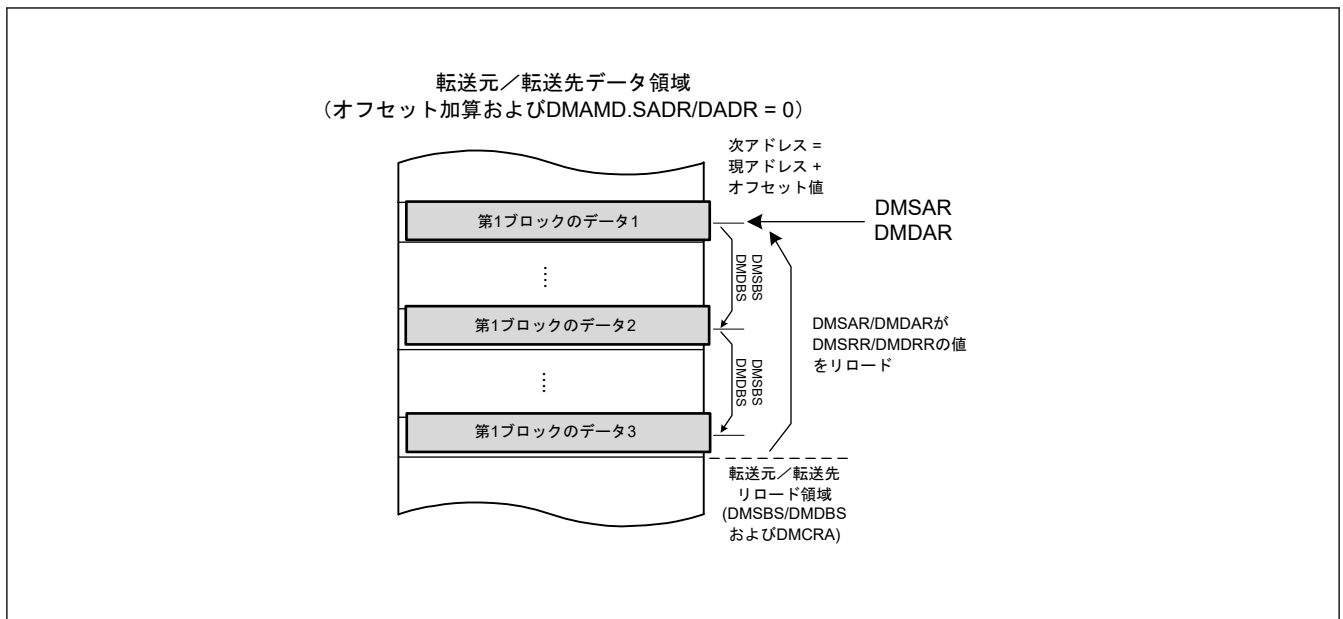 転送元／転送先データ領域
（オフセット加算およびDMAMD.SADR/DADR = 0）
次アドレス =
現アドレス +
オフセット値
DMSAR
DMDAR
第1ブロックのデータ1
DMSBS
DMDBS
⋮
第1ブロックのデータ2
DMSAR/DMDARが
DMSRR/DMDRRの値
をリロード
DMSBS
DMDBS
⋮
第1ブロックのデータ3
転送元／転送先
リロード領域
(DMSBS/DMDBS
およびDMCRA)